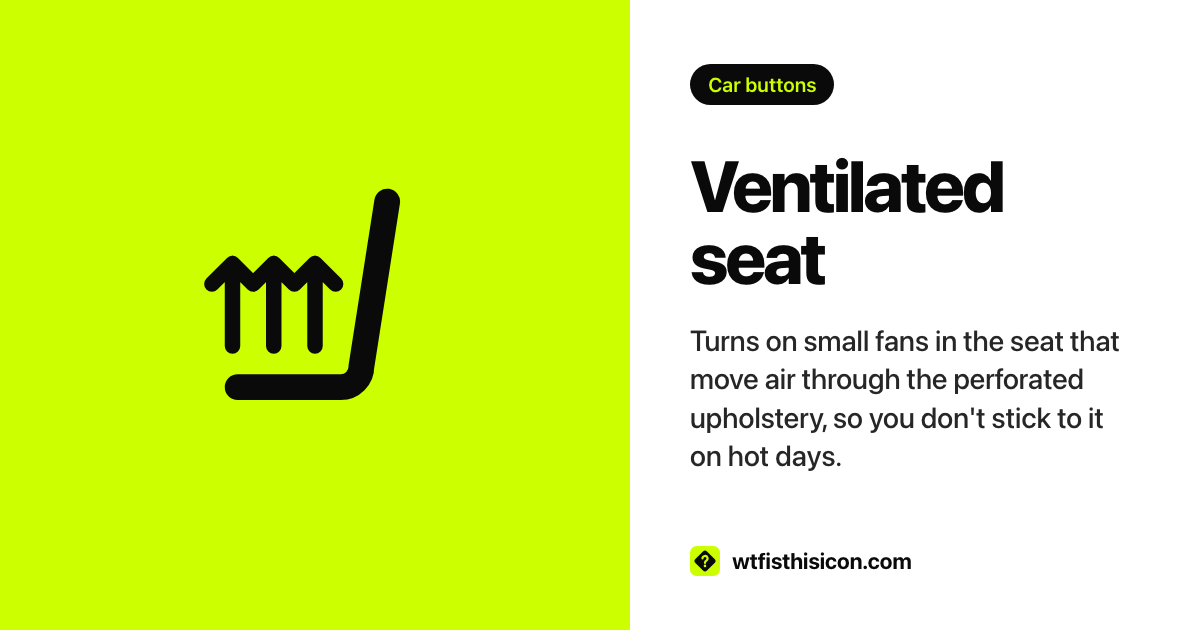 Car buttons
Ventilated
seat
Turns on small fans in the seat that
move air through the perforated
upholstery, so you don't stick to it
on hot days.
?
wtfisthisicon.com